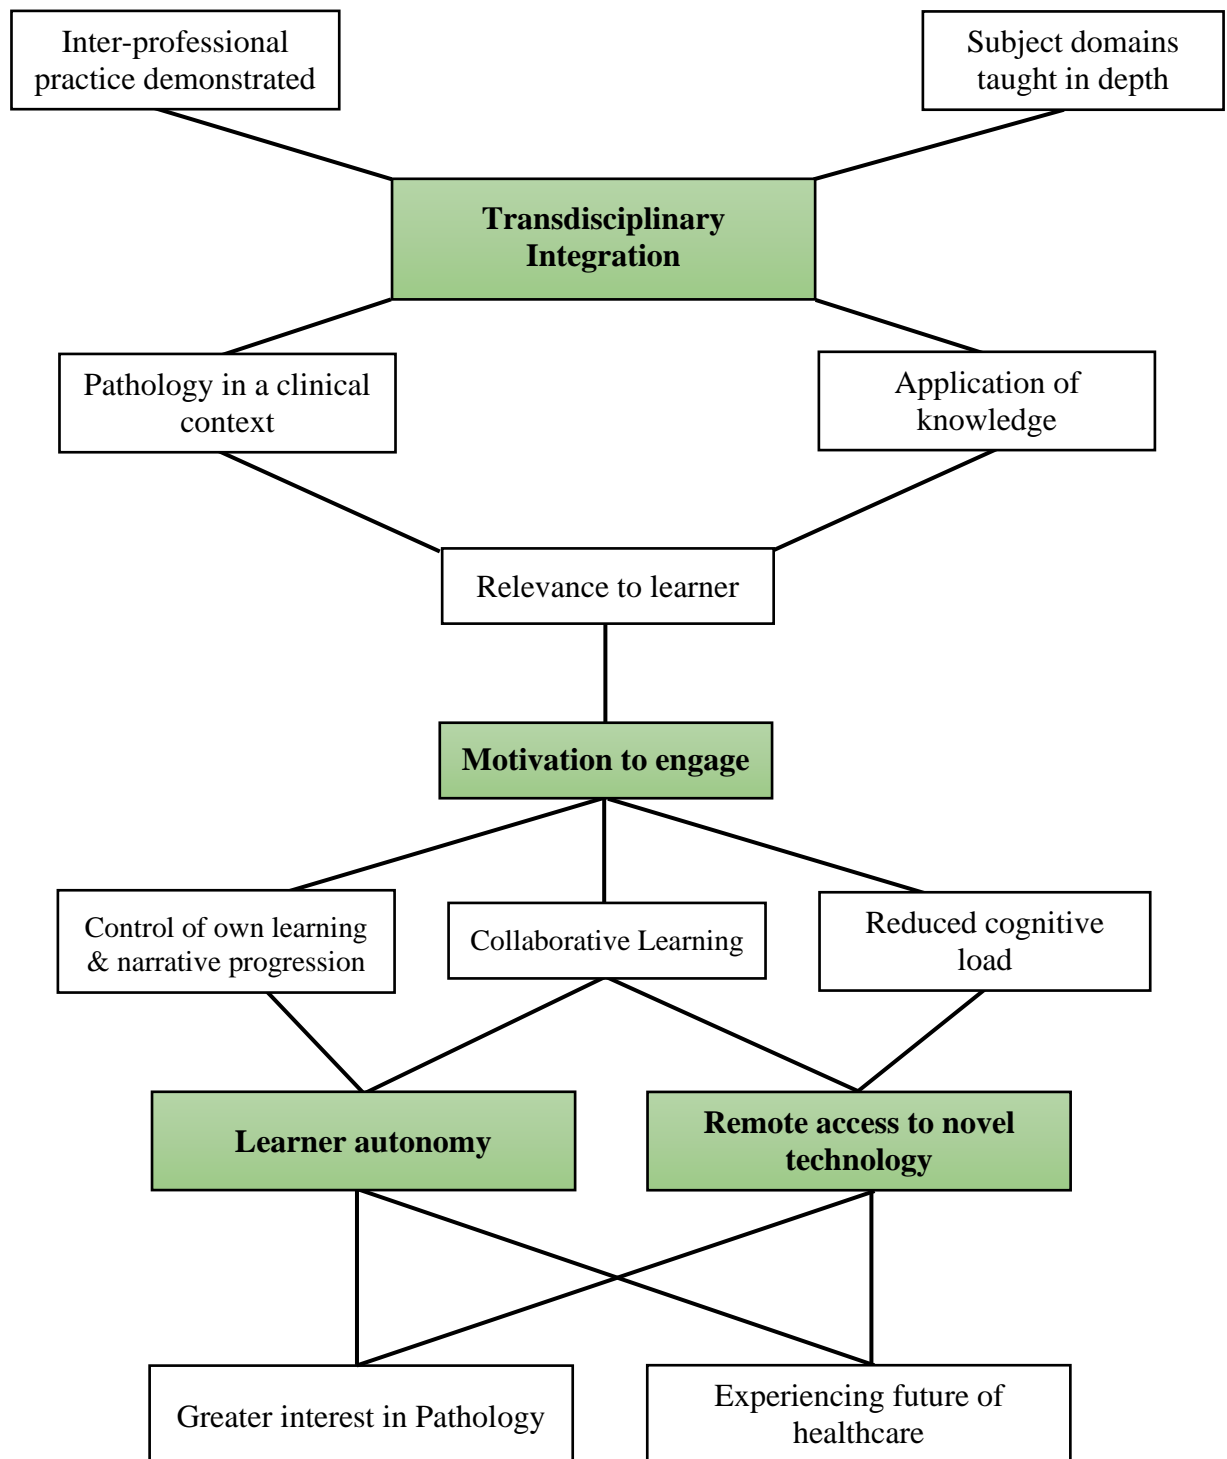 Inter-professional
practice demonstrated
Subject domains
taught in depth
Transdisciplinary
Integration
Pathology in a clinical
context
Application of
knowledge
Relevance to learner
Motivation to engage
Control of own learning
& narrative progression
Collaborative Learning
Reduced cognitive
load
Learner autonomy
Remote access to novel
technology
Greater interest in Pathology
Experiencing future of
healthcare